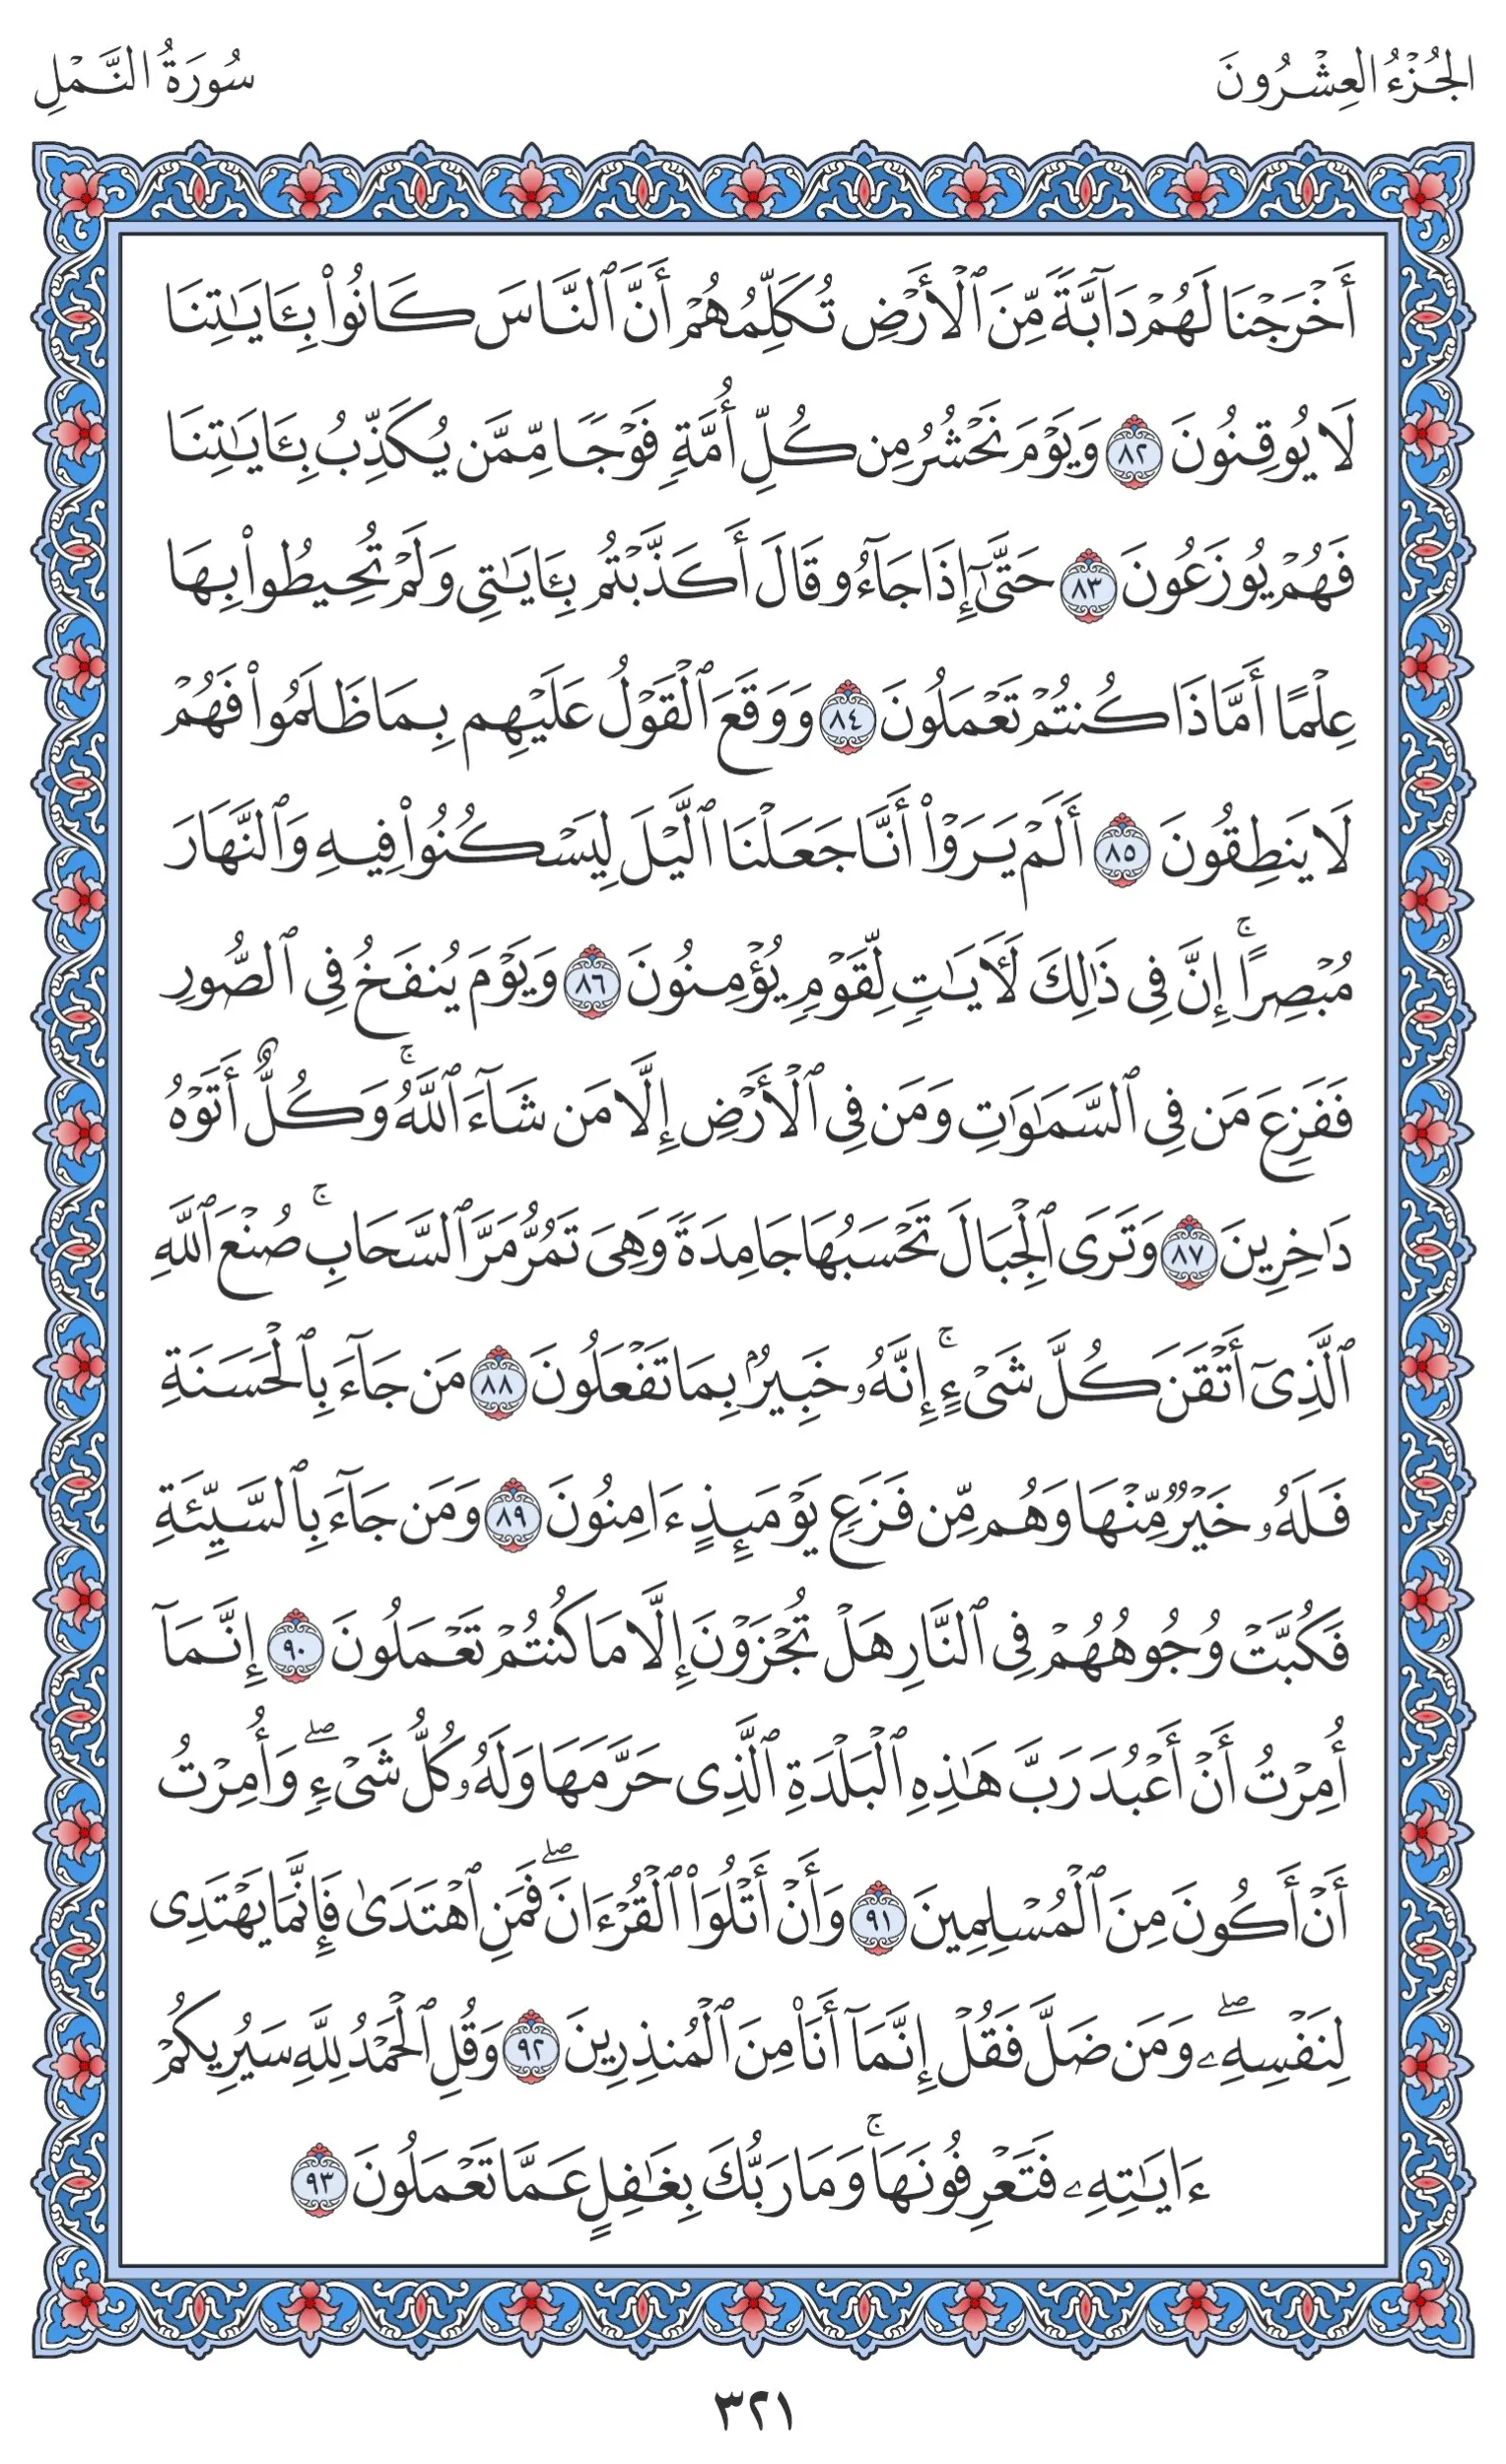 الجُزْءُ العِشْرُونَ
سُورَةُ النَّمْلِ
أَخْرَجْنَا لَهُمْ دَآبَّةً مِّنَ ٱلْأَرْضِ تُكَلِّمُهُمْ أَنَّ ٱلنَّاسَ كَانُوا۟ بِـَٔايَـٰتِنَا
لَا يُوقِنُونَ ٨٢ وَيَوْمَ نَحْشُرُ مِن كُلِّ أُمَّةٍ فَوْجًا مِّمَّن يُكَذِّبُ بِـَٔايَـٰتِنَا
فَهُمْ يُوزَعُونَ ٨٣ حَتَّىٰٓ إِذَا جَآءُو قَالَ أَكَذَّبْتُم بِـَٔايَـٰتِى وَلَمْ تُحِيطُوا۟ بِهَا
عِلْمًا أَمَّاذَا كُنتُمْ تَعْمَلُونَ ٨٤ وَوَقَعَ ٱلْقَوْلُ عَلَيْهِم بِمَا ظَلَمُوا۟ فَهُمْ
لَا يَنطِقُونَ ٨٥ أَلَمْ يَرَوْا۟ أَنَّا جَعَلْنَا ٱلَّيْلَ لِيَسْكُنُوا۟ فِيهِ وَٱلنَّهَارَ
مُبْصِرًا ۚ إِنَّ فِى ذَٰلِكَ لَـَٔايَـٰتٍ لِّقَوْمٍ يُؤْمِنُونَ ٨٦ وَيَوْمَ يُنفَخُ فِى ٱلصُّورِ
فَفَزِعَ مَن فِى ٱلسَّمَـٰوَٰتِ وَمَن فِى ٱلْأَرْضِ إِلَّا مَن شَآءَ ٱللَّهُ ۚ وَكُلٌّ أَتَوْهُ
دَٰخِرِينَ ٨٧ وَتَرَى ٱلْجِبَالَ تَحْسَبُهَا جَامِدَةً وَهِىَ تَمُرُّ مَرَّ ٱلسَّحَابِ ۚ صُنْعَ ٱللَّهِ
ٱلَّذِىٓ أَتْقَنَ كُلَّ شَىْءٍ ۚ إِنَّهُۥ خَبِيرٌۢ بِمَا تَفْعَلُونَ ٨٨ مَن جَآءَ بِٱلْحَسَنَةِ
فَلَهُۥ خَيْرٌ مِّنْهَا وَهُم مِّن فَزَعٍ يَوْمَئِذٍ ءَامِنُونَ ٨٩ وَمَن جَآءَ بِٱلسَّيِّئَةِ
فَكُبَّتْ وُجُوهُهُمْ فِى ٱلنَّارِ هَلْ تُجْزَوْنَ إِلَّا مَا كُنتُمْ تَعْمَلُونَ ٩٠ إِنَّمَآ
أُمِرْتُ أَنْ أَعْبُدَ رَبَّ هَـٰذِهِ ٱلْبَلْدَةِ ٱلَّذِى حَرَّمَهَا وَلَهُۥ كُلُّ شَىْءٍ ۖ وَأُمِرْتُ
أَنْ أَكُونَ مِنَ ٱلْمُسْلِمِينَ ٩١ وَأَنْ أَتْلُوَا۟ ٱلْقُرْءَانَ ۖ فَمَنِ ٱهْتَدَىٰ فَإِنَّمَا يَهْتَدِى
لِنَفْسِهِۦ ۖ وَمَن ضَلَّ فَقُلْ إِنَّمَآ أَنَا۠ مِنَ ٱلْمُنذِرِينَ ٩٢ وَقُلِ ٱلْحَمْدُ لِلَّهِ سَيُرِيكُمْ
ءَايَـٰتِهِۦ فَتَعْرِفُونَهَا ۚ وَمَا رَبُّكَ بِغَـٰفِلٍ عَمَّا تَعْمَلُونَ ٩٣
٣٢١